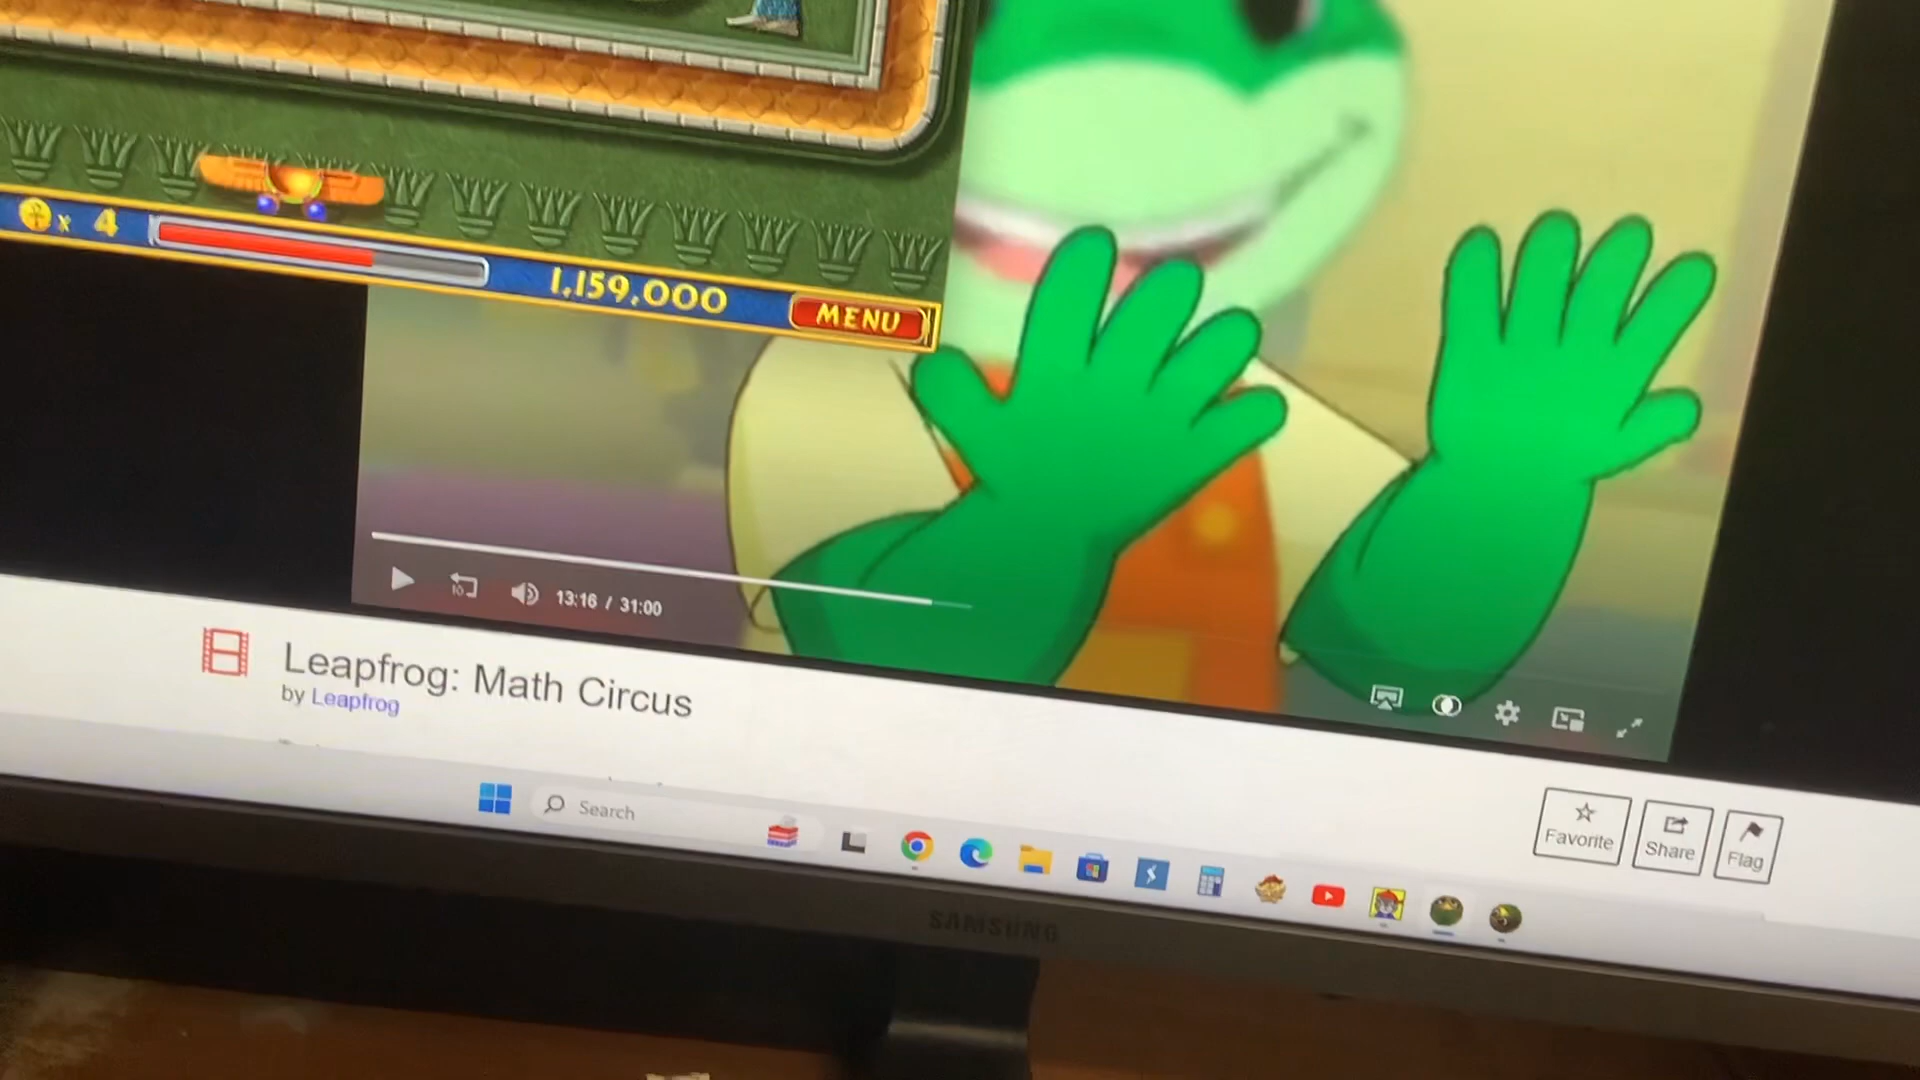 x 4
1,159,000
MENU
10
13:16 / 31:00
Leapfrog: Math Circus
by Leapfrog
Favorite
Share
Flag
Search
SAMSUNG